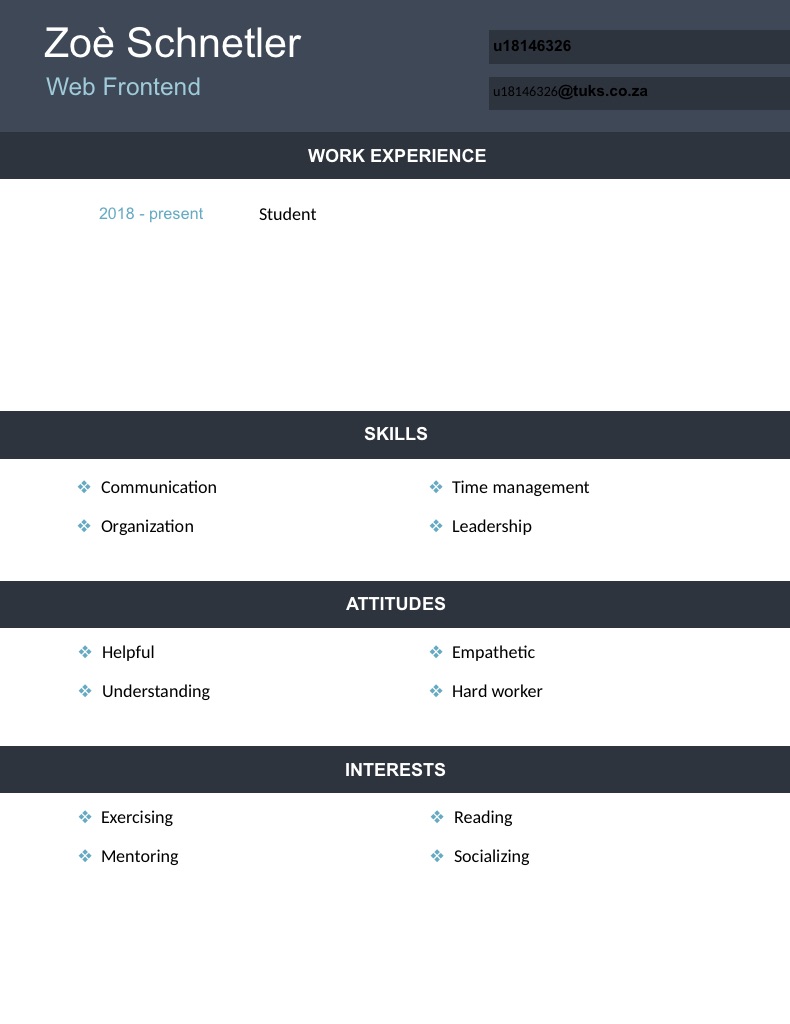 Zoè Schnetler
Web Frontend
u18146326
u18146326@tuks.co.za
WORK EXPERIENCE
2018 - present Student
SKILLS
❖ Communication ❖ Time management
❖ Organization ❖ Leadership
ATTITUDES
❖ Helpful ❖ Empathetic
❖ Understanding ❖ Hard worker
INTERESTS
❖ Exercising ❖ Reading
❖ Mentoring ❖ Socializing